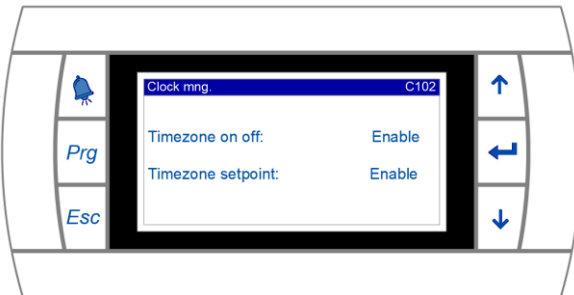 Clock mng. C102
Prg
Timezone on off: Enable
Timezone setpoint: Enable
Esc